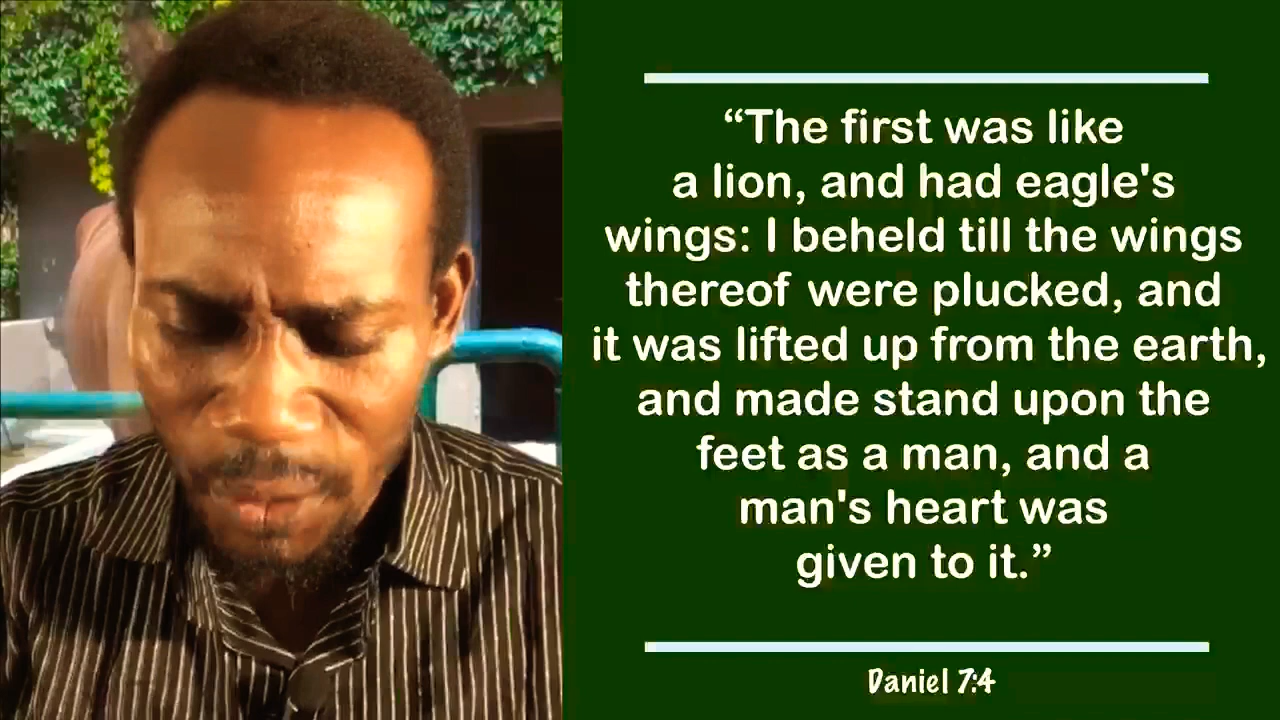 “The first was like
a lion, and had eagle's
wings: I beheld till the wings
thereof were plucked, and
it was lifted up from the earth,
and made stand upon the
feet as a man, and a
man's heart was
given to it.”
Daniel 7:4